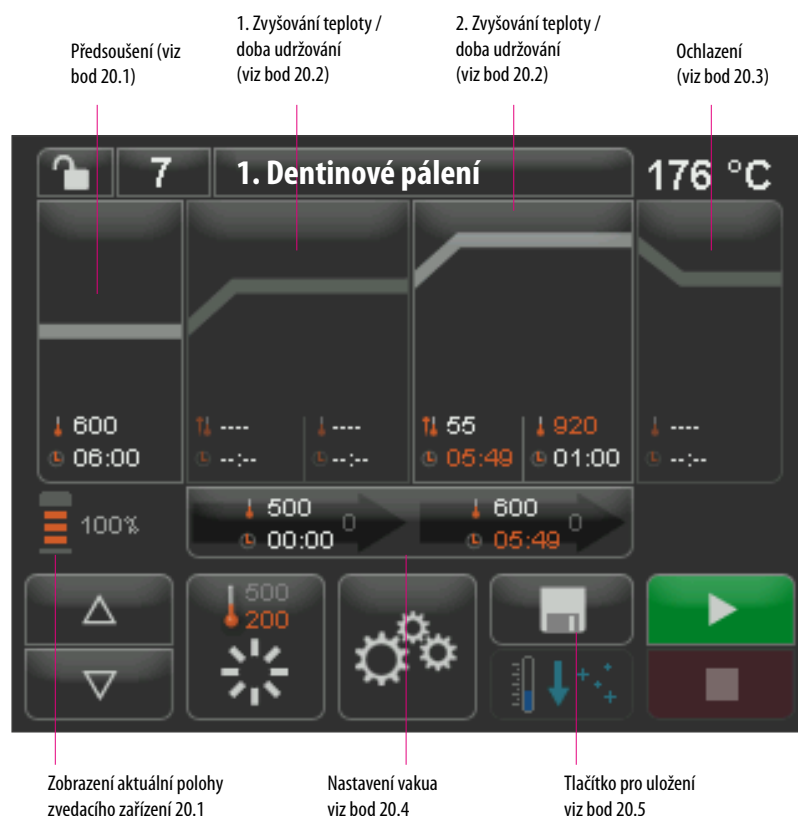 Předsoušení (viz
bod 20.1)
1. Zvyšování teploty /
doba udržování
(viz bod 20.2)
2. Zvyšování teploty /
doba udržování
(viz bod 20.2)
Ochlazení
(viz bod 20.3)
7
1. Dentinové pálení
176 °C
600
06:00
----
--:--
----
--:--
55
05:49
920
01:00
----
--:--
100%
500
00:00
0
600
05:49
0
500
200
Zobrazení aktuální polohy
zvedacího zařízení 20.1
Nastavení vakua
viz bod 20.4
Tlačítko pro uložení
viz bod 20.5